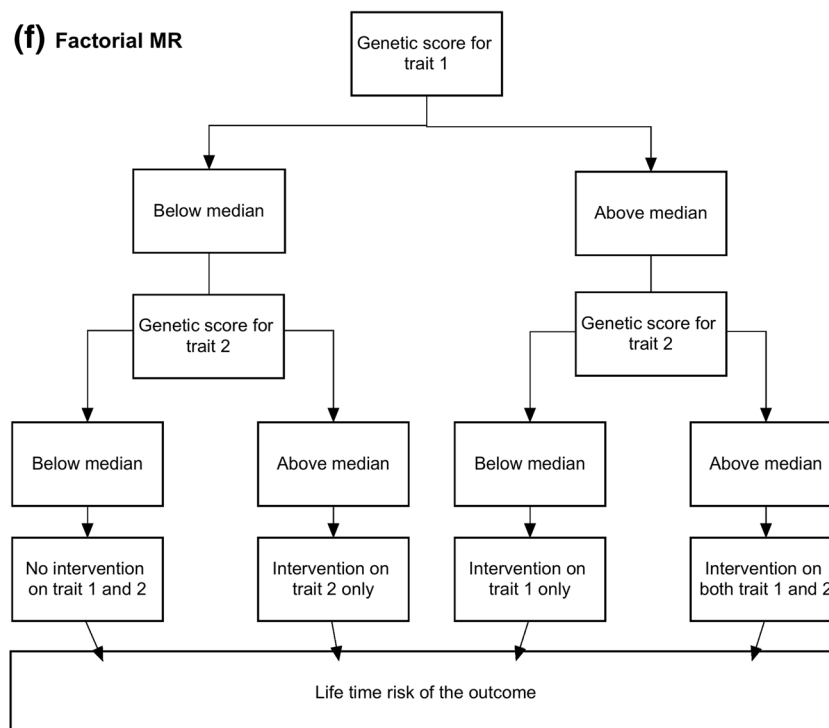 (f) Factorial MR
Genetic score for
trait 1
Below median
Above median
Genetic score for
trait 2
Genetic score for
trait 2
Below median
Above median
Below median
Above median
No intervention
on trait 1 and 2
Intervention on
trait 2 only
Intervention on
trait 1 only
Intervention on
both trait 1 and 2
Life time risk of the outcome